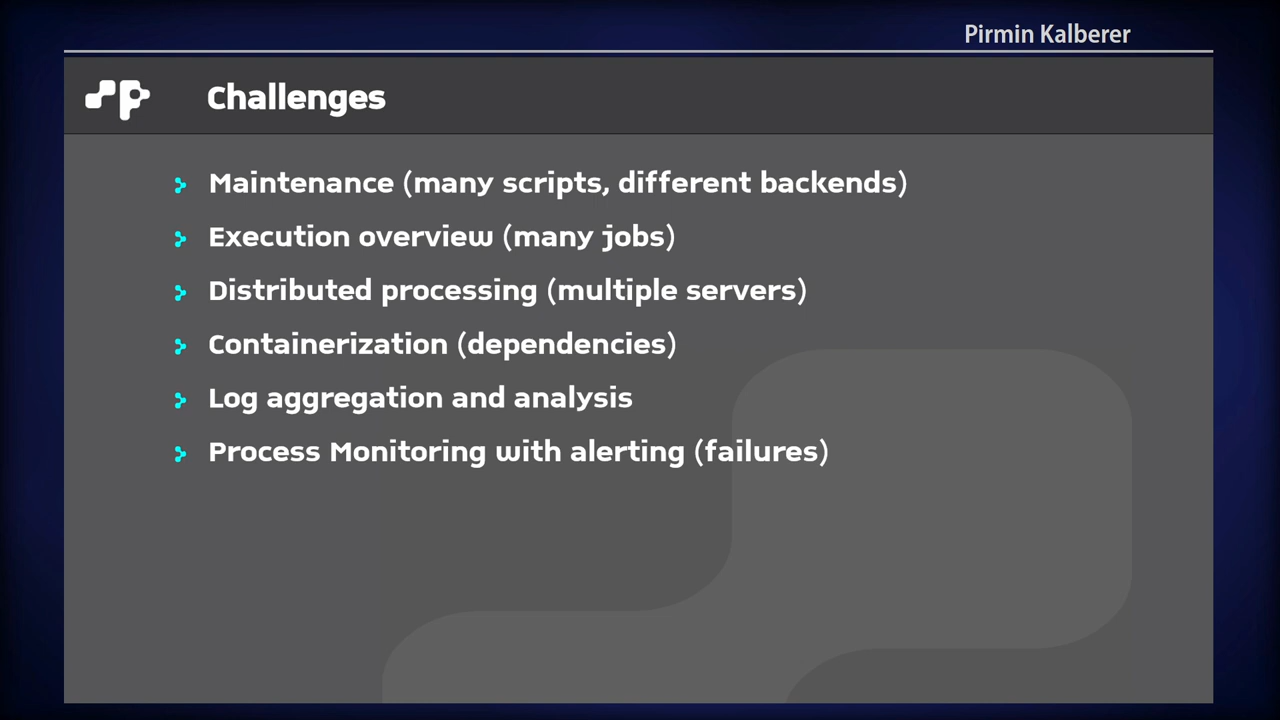 Pirmin Kalberer
Challenges
Maintenance (many scripts, different backends)
Execution overview (many jobs)
Distributed processing (multiple servers)
Containerization (dependencies)
Log aggregation and analysis
Process Monitoring with alerting (failures)